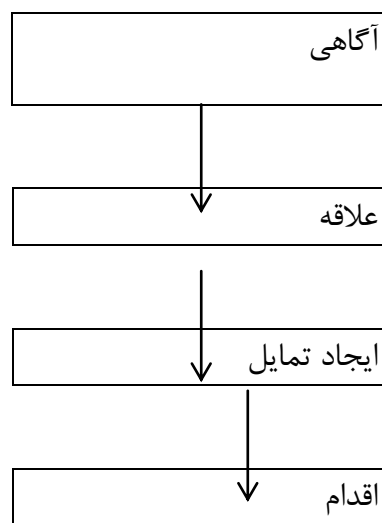 آگاهی
علاقه
ایجاد تمایل
اقدام